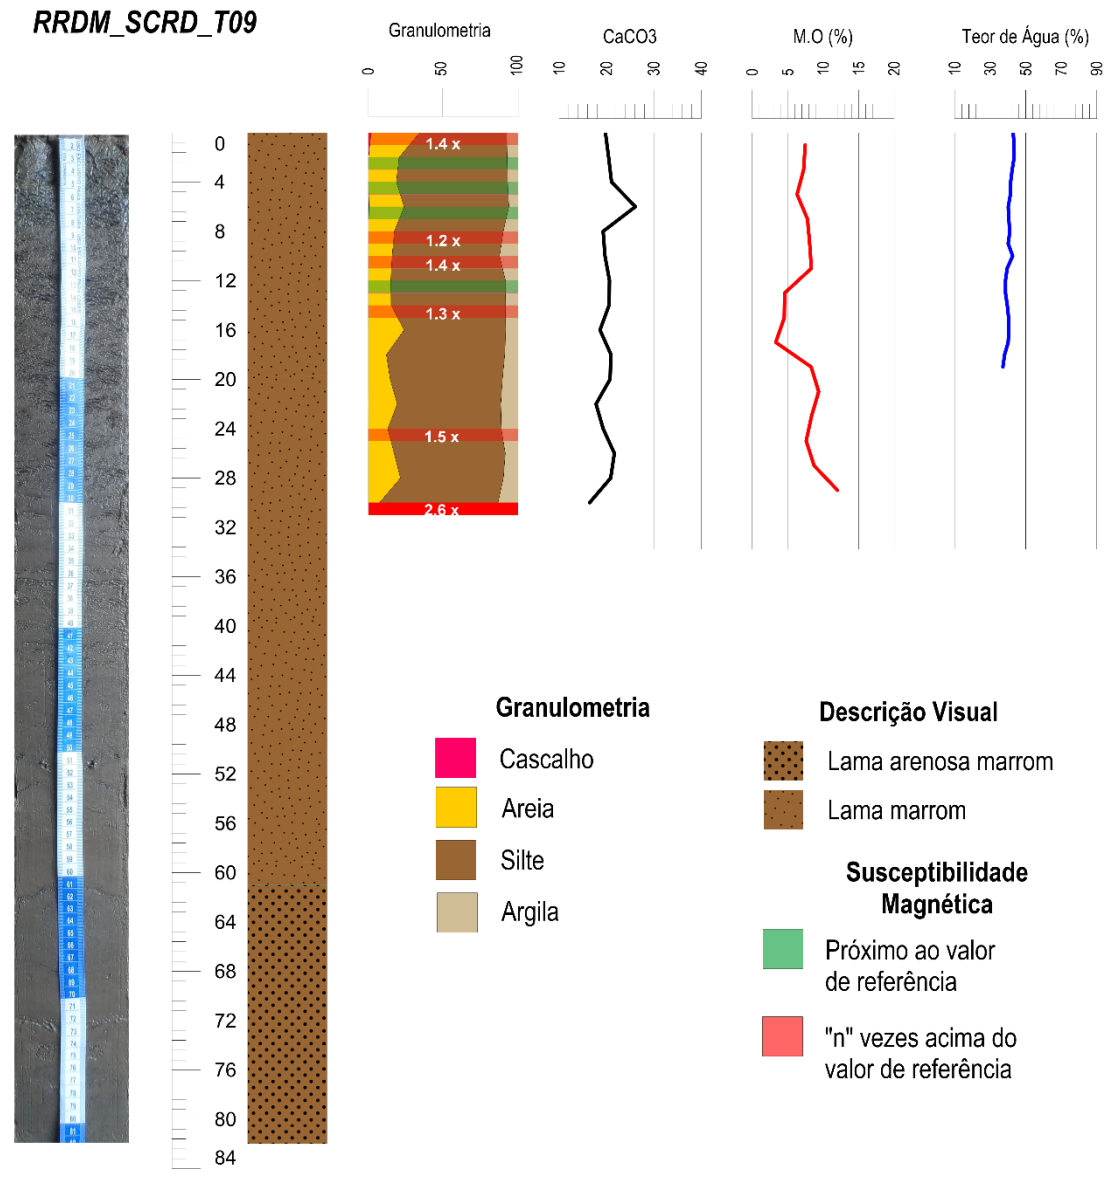 RRDM_SCRD_T09
Granulometria
CaCO3
M.O (%)
Teor de Água (%)
0 50 100
10 20 30 40
0 5 10 15 20
10 30 50 70 90
0
4
8
12
16
20
24
28
32
36
40
44
48
52
56
60
64
68
72
76
80
84
1.4 x
1.2 x
1.4 x
1.3 x
1.5 x
2.6 x
Granulometria
Cascalho
Areia
Silte
Argila
Descrição Visual
Lama arenosa marrom
Lama marrom
Susceptibilidade
Magnética
Próximo ao valor
de referência
"n" vezes acima do
valor de referência